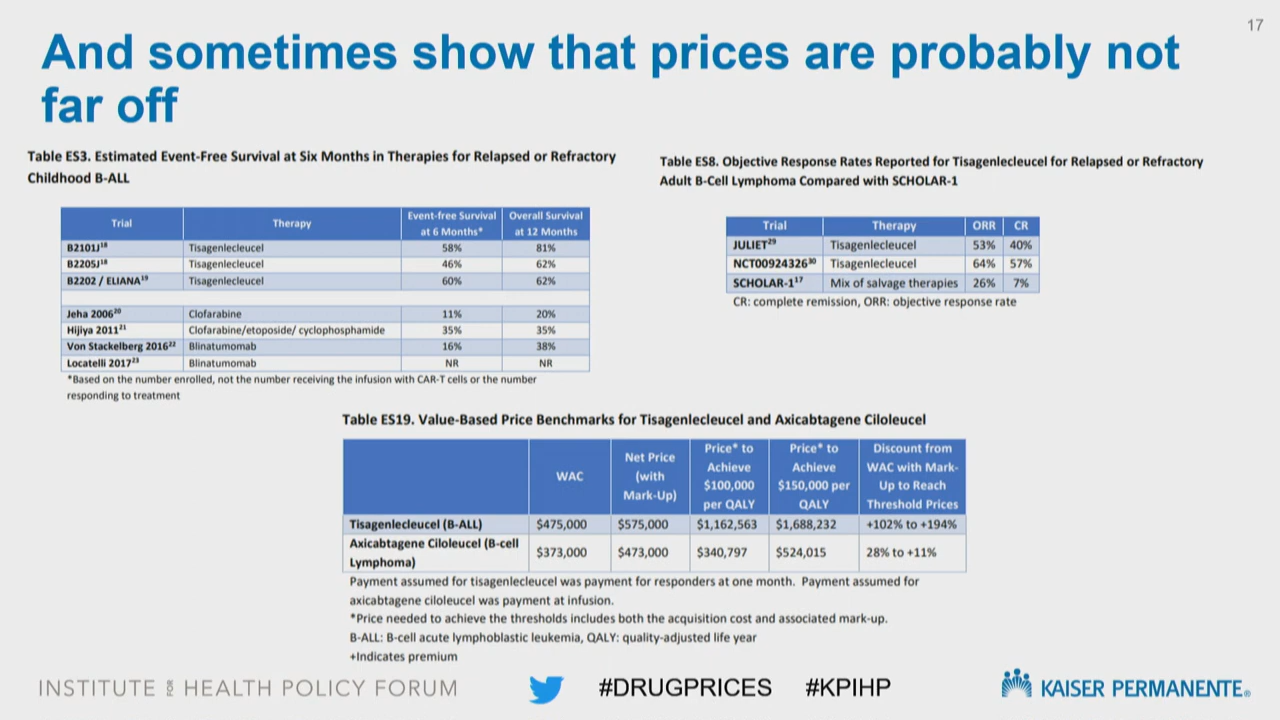 17
And sometimes show that prices are probably not
far off
Table ES3. Estimated Event-Free Survival at Six Months in Therapies for Relapsed or Refractory
Childhood B-ALL
Trial Therapy Event-free Survival at 6 Months* Overall Survival at 12 Months
B2101J18 Tisagenlecleucel 58% 81%
B2205J18 Tisagenlecleucel 46% 62%
B2202 / ELIANA19 Tisagenlecleucel 60% 62%
Jeha 200620 Clofarabine 11% 20%
Hijiya 201121 Clofarabine/etoposide/ cyclophosphamide 35% 35%
Von Stackelberg 201622 Blinatumomab 16% 38%
Locatelli 201723 Blinatumomab NR NR
*Based on the number enrolled, not the number receiving the infusion with CAR-T cells or the number
responding to treatment
Table ES8. Objective Response Rates Reported for Tisagenlecleucel for Relapsed or Refractory
Adult B-Cell Lymphoma Compared with SCHOLAR-1
Trial Therapy ORR CR
JULIET29 Tisagenlecleucel 53% 40%
NCT0092432630 Tisagenlecleucel 64% 57%
SCHOLAR-117 Mix of salvage therapies 26% 7%
CR: complete remission, ORR: objective response rate
Table ES19. Value-Based Price Benchmarks for Tisagenlecleucel and Axicabtagene Ciloleucel
WAC Net Price (with Mark-Up) Price* to Achieve $100,000 per QALY Price* to Achieve $150,000 per QALY Discount from WAC with Mark-Up to Reach Threshold Prices
Tisagenlecleucel (B-ALL) $475,000 $575,000 $1,162,563 $1,688,232 +102% to +194%
Axicabtagene Ciloleucel (B-cell Lymphoma) $373,000 $473,000 $340,797 $524,015 28% to +11%
Payment assumed for tisagenlecleucel was payment for responders at one month. Payment assumed for
axicabtagene ciloleucel was payment at infusion.
*Price needed to achieve the thresholds includes both the acquisition cost and associated mark-up.
B-ALL: B-cell acute lymphoblastic leukemia, QALY: quality-adjusted life year
+Indicates premium
INSTITUTE FOR HEALTH POLICY FORUM #DRUGPRICES #KPIHP KAISER PERMANENTE®